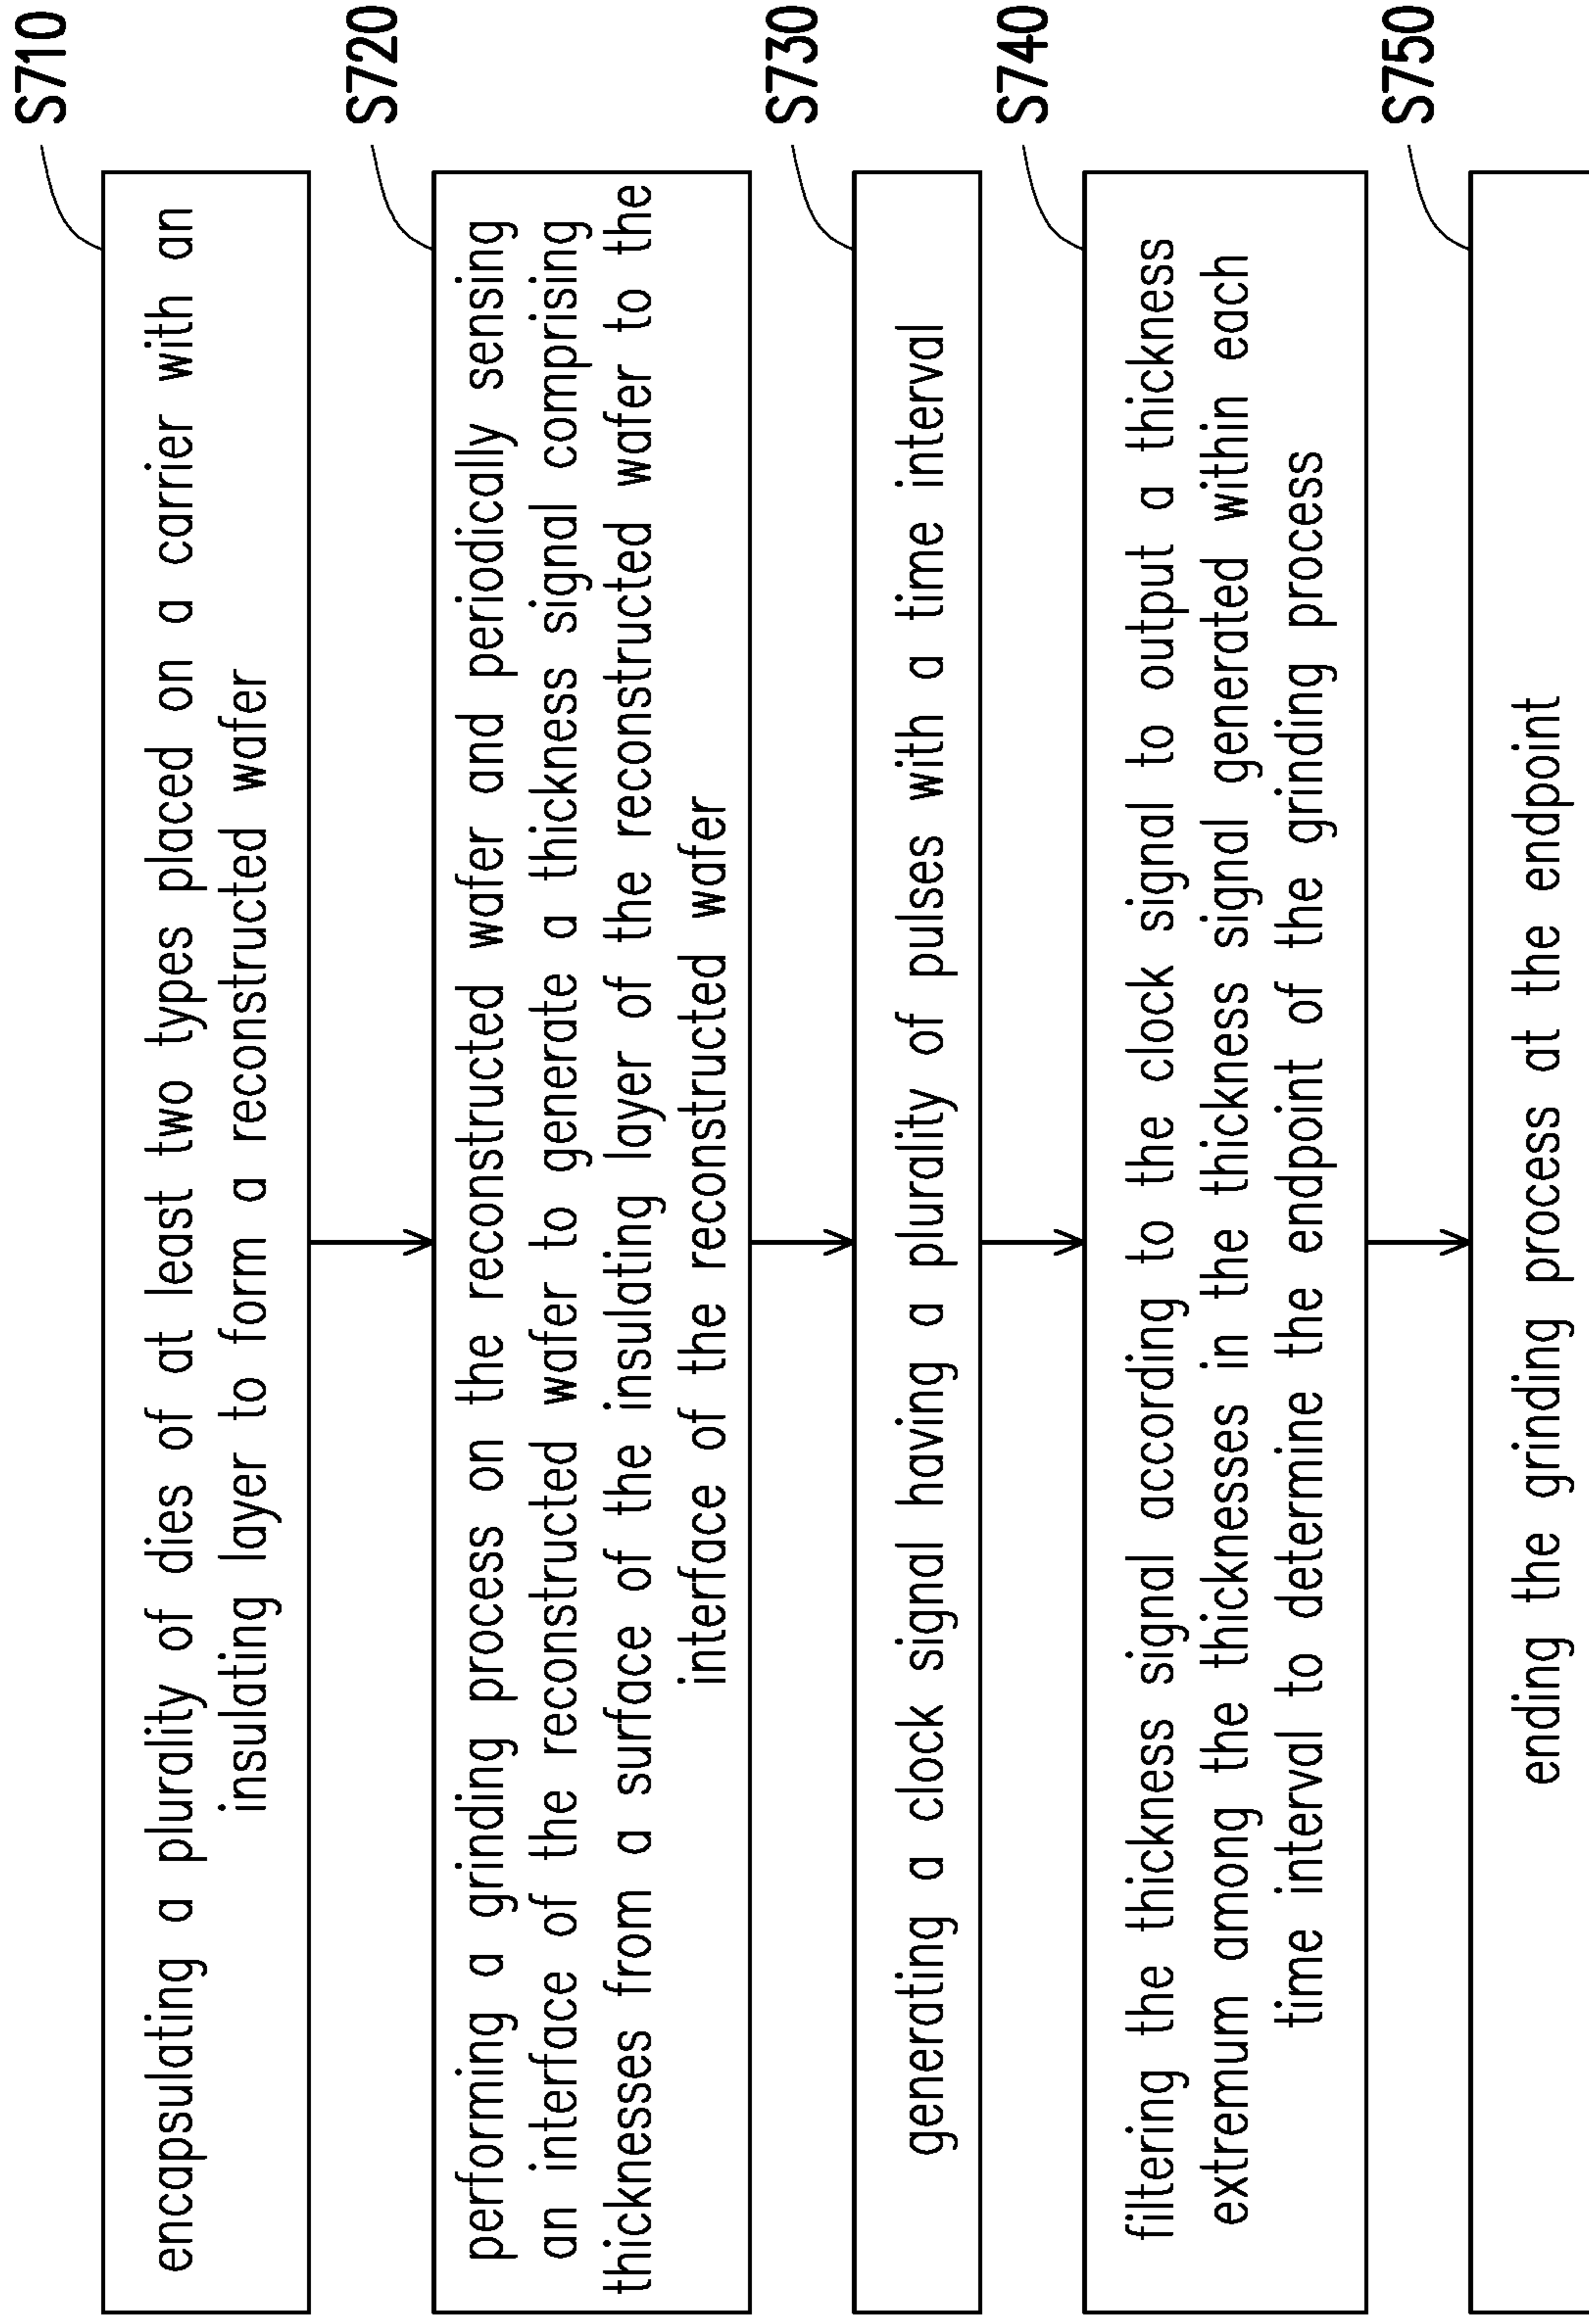 S710
encapsulating a plurality of dies of at least two types placed on a carrier with an
insulating layer to form a reconstructed wafer
S720
performing a grinding process on the reconstructed wafer and periodically sensing
an interface of the reconstructed wafer to generate a thickness signal comprising
thicknesses from a surface of the insulating layer of the reconstructed wafer to the
interface of the reconstructed wafer
S730
generating a clock signal having a plurality of pulses with a time interval
S740
filtering the thickness signal according to the clock signal to output a thickness
extremum among the thicknesses in the thickness signal generated within each
time interval to determine the endpoint of the grinding process
S750
ending the grinding process at the endpoint